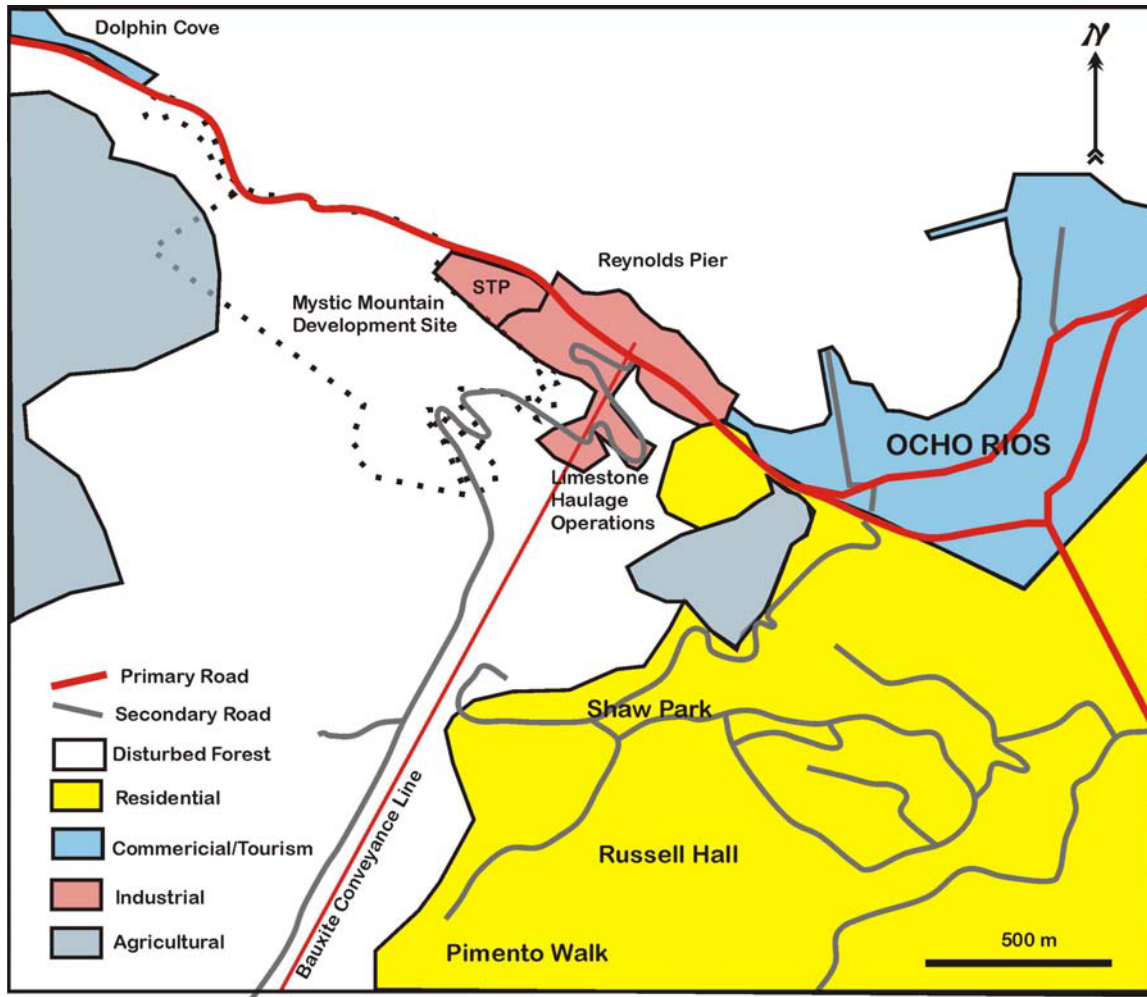 Dolphin Cove
N
Reynolds Pier
STP
Mystic Mountain
Development Site
OCHO RIOS
Limestone
Haulage
Operations
Primary Road
Secondary Road
Disturbed Forest
Residential
Commericial/Tourism
Industrial
Agricultural
Bauxite Conveyance Line
Shaw Park
Russell Hall
Pimento Walk
500 m